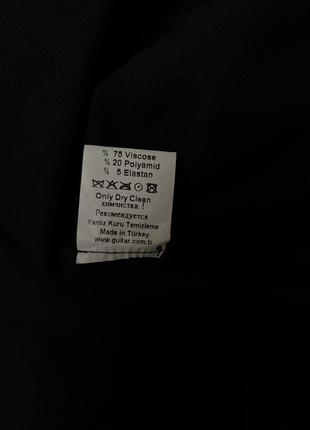 % 75 Viscose
% 20 Polyamid
% 5 Elastan
Only Dry Clean
химчистка !
Рекомендуется
Yanlız Kuru Temizleme
Made in Türkey
www.guitar.com.tr